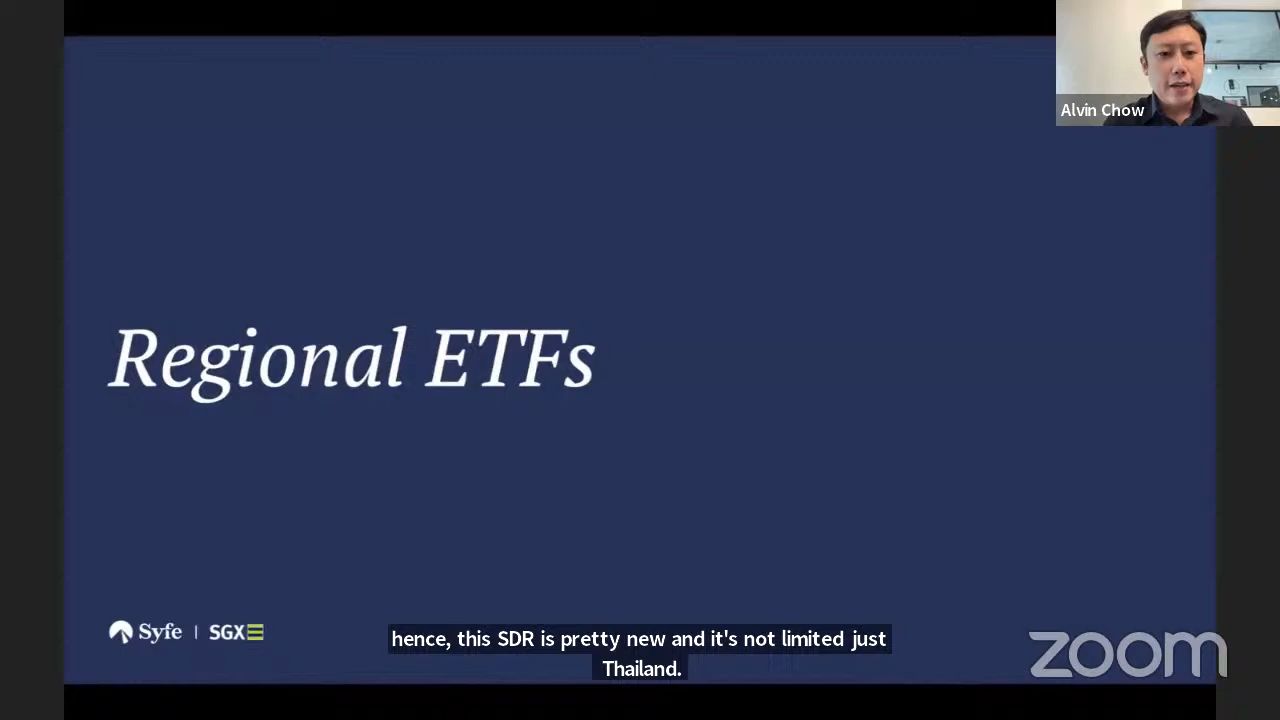 Alvin Chow
Regional ETFs
Syfe | SGX
hence, this SDR is pretty new and it's not limited just
Thailand.
zoom